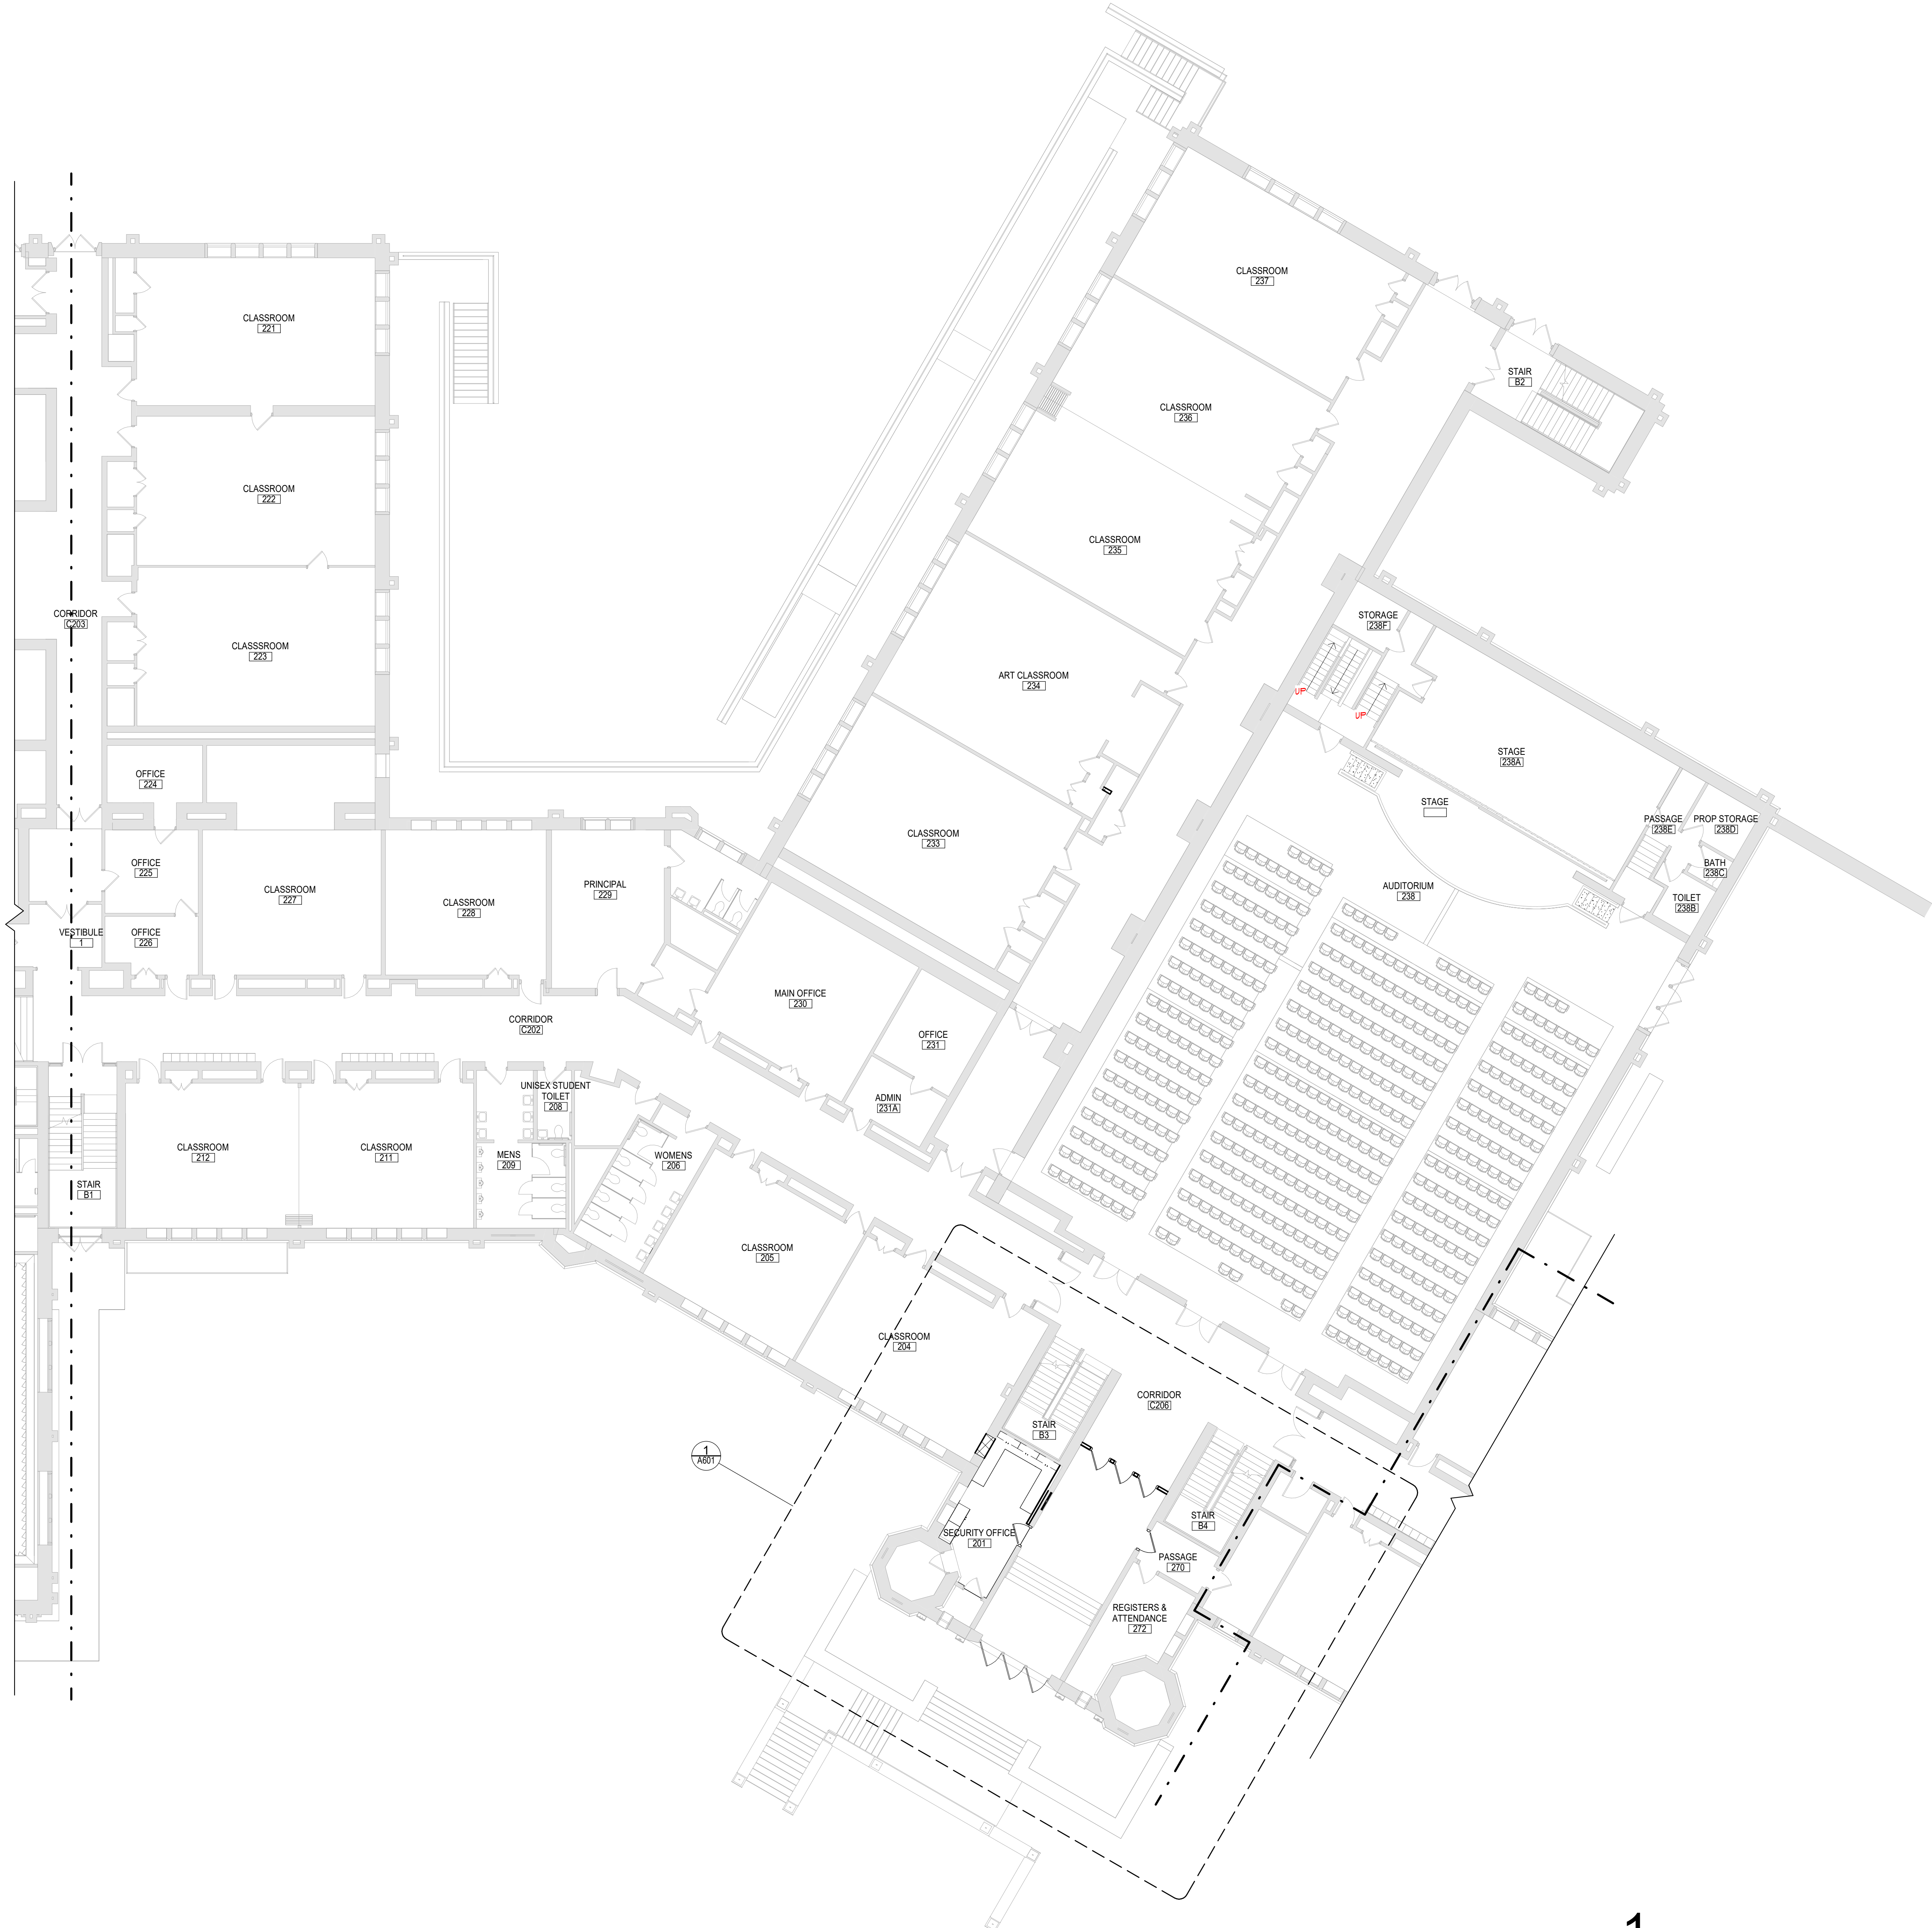 CLASSROOM
237
CLASSROOM
221
STAIR
B2
CLASSROOM
236
CLASSROOM
222
CLASSROOM
235
CORRIDOR
C203
STORAGE
238F
CLASSSROOM
223
ART CLASSROOM
234
UP
UP
STAGE
238A
OFFICE
224
STAGE
CLASSROOM
233
PASSAGE
238E
PROP STORAGE
238D
OFFICE
225
BATH
238C
CLASSROOM
227
PRINCIPAL
229
AUDITORIUM
238
CLASSROOM
228
TOILET
238B
VESTIBULE
1
OFFICE
226
MAIN OFFICE
230
CORRIDOR
C202
OFFICE
231
UNISEX STUDENT
TOILET
208
ADMIN
231A
CLASSROOM
212
CLASSROOM
211
MENS
209
WOMENS
206
STAIR
B1
CLASSROOM
205
CLASSROOM
204
CORRIDOR
C206
STAIR
B3
1
A601
STAIR
B4
SECURITY OFFICE
201
PASSAGE
270
REGISTERS &
ATTENDANCE
272
1